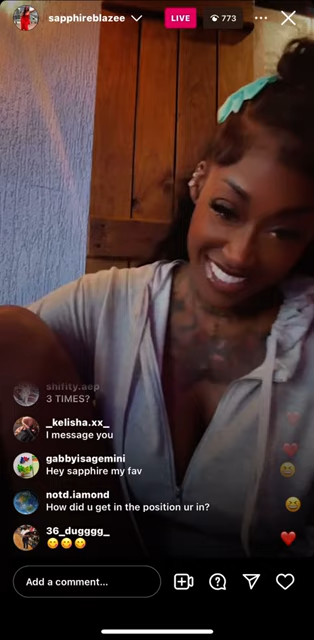 sapphireblazee
LIVE
773
shifity.aep
3 TIMES?
_kelisha.xx_
I message you
gabbyisagemini
Hey sapphire my fav
notd.iamond
How did u get in the position ur in?
36_dugggg_
Add a comment...